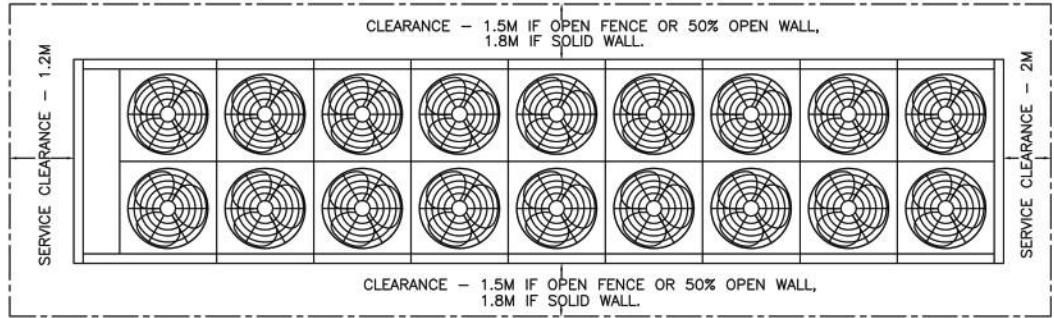 CLEARANCE – 1.5M IF OPEN FENCE OR 50% OPEN WALL,
1.8M IF SOLID WALL.
SERVICE CLEARANCE – 1.2M
SERVICE CLEARANCE – 2M
CLEARANCE – 1.5M IF OPEN FENCE OR 50% OPEN WALL,
1.8M IF SOLID WALL.